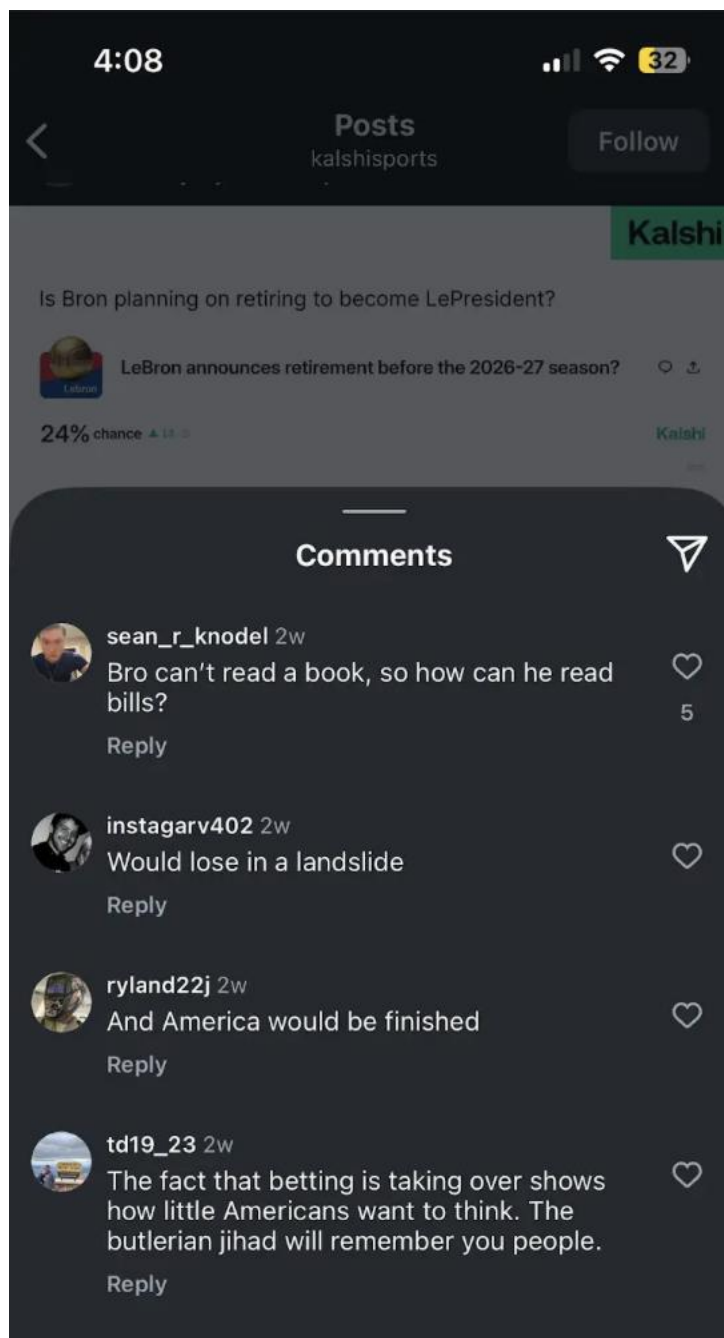 4:08
32
Posts
kalshisports
Follow
Kalshi
Is Bron planning on retiring to become LePresident?
LeBron announces retirement before the 2026-27 season?
Lebron
24% chance ▲
Kalshi
Comments
sean_r_knodel 2w
Bro can’t read a book, so how can he read
bills?
5
Reply
instagarv402 2w
Would lose in a landslide
Reply
ryland22j 2w
And America would be finished
Reply
td19_23 2w
The fact that betting is taking over shows
how little Americans want to think. The
butlerian jihad will remember you people.
Reply